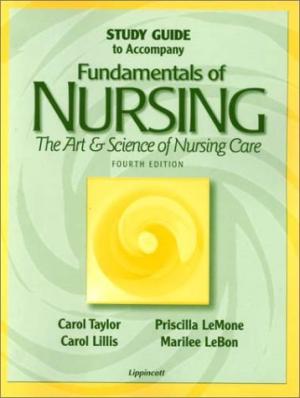 STUDY GUIDE
to Accompany
Fundamentals of
NURSING
The Art & Science of Nursing Care
FOURTH EDITION
Carol Taylor
Carol Lillis
Priscilla LeMone
Marilee LeBon
Lippincott